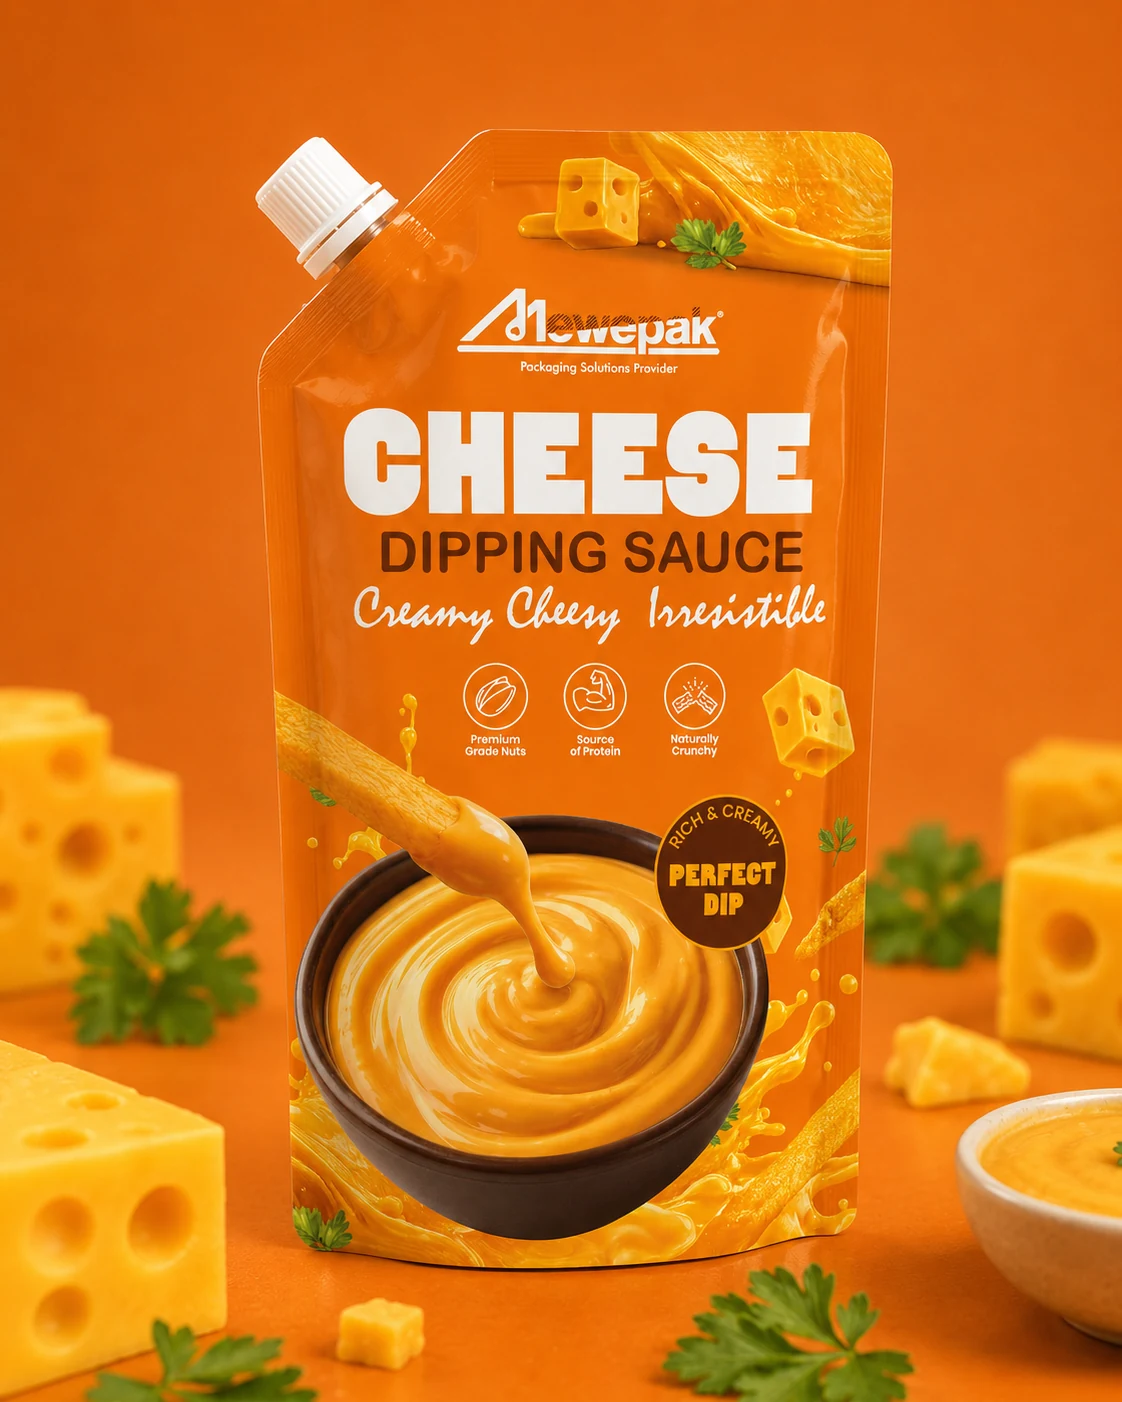 Mewepak®
Packaging Solutions Provider
CHEESE
DIPPING SAUCE
Creamy Cheesy Irresistible
Premium
Grade Nuts
Source
of Protein
Naturally
Crunchy
RICH & CREAMY
PERFECT
DIP